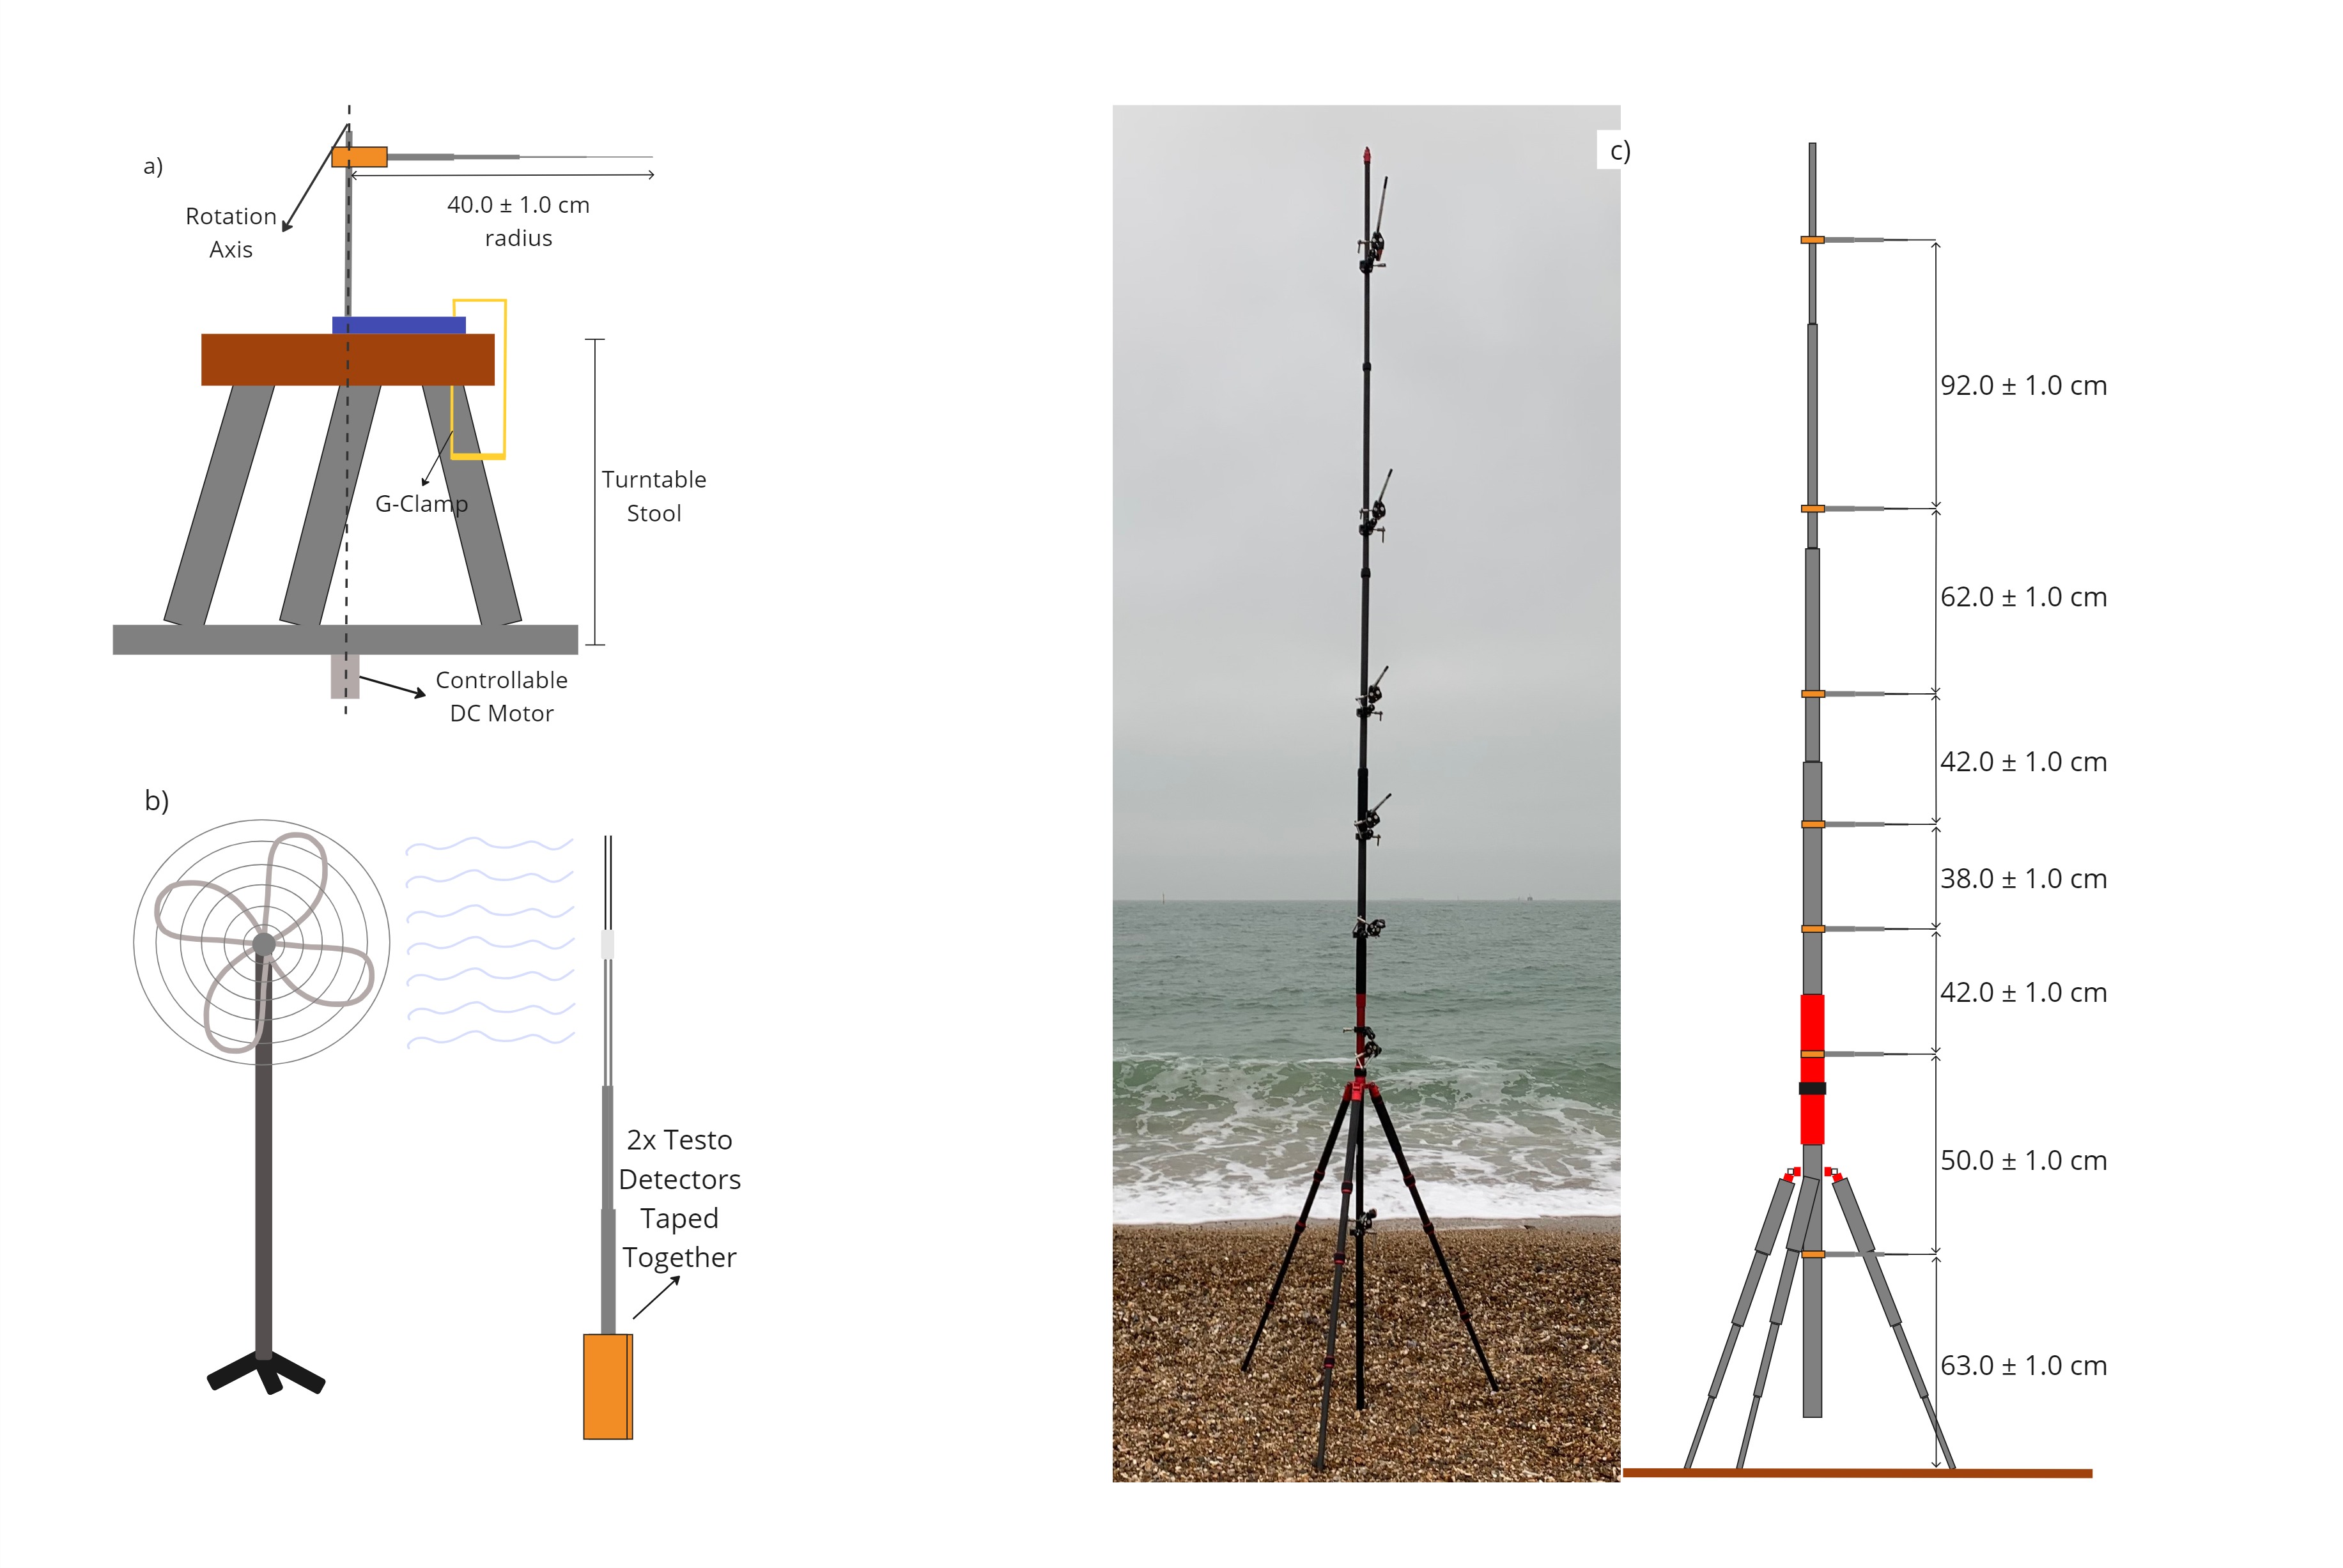 a)
Rotation
Axis
40.0 ± 1.0 cm
radius
G-Clamp
Turntable
Stool
Controllable
DC Motor
b)
2x Testo
Detectors
Taped
Together
c)
92.0 ± 1.0 cm
62.0 ± 1.0 cm
42.0 ± 1.0 cm
38.0 ± 1.0 cm
42.0 ± 1.0 cm
50.0 ± 1.0 cm
63.0 ± 1.0 cm